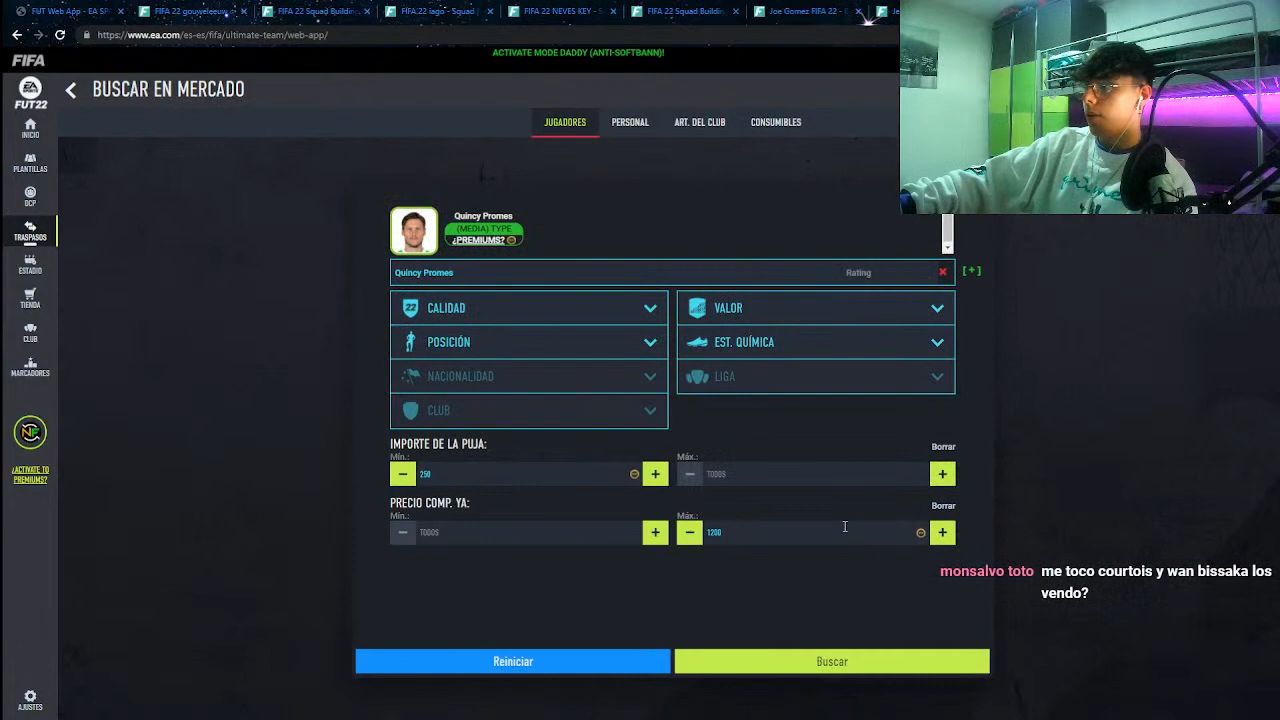 FUT Web App - EA SP
FIFA 22 gouyeleeuw
FIFA 22 Squad Building
FIFA 22 iago - Squad
FIFA 22 NEVES KEY - S
FIFA 22 Squad Building
Joe Gomez FIFA 22 -
https://www.ea.com/es-es/fifa/ultimate-team/web-app/
FIFA
ACTIVATE MODE DADDY (ANTI-SOFTBANN)!
FUT22
BUSCAR EN MERCADO
JUGADORES
PERSONAL
ART. DEL CLUB
CONSUMIBLES
INICIO
PLANTILLAS
DCP
TRASPASOS
ESTADIO
TIENDA
CLUB
MARCADORES
¿ACTIVATE TO
PREMIUMS?
AJUSTES
Quincy Promes
(MEDIA) TYPE
¿PREMIUMS?
Quincy Promes
Rating
[+]
22 CALIDAD
VALOR
POSICIÓN
EST. QUÍMICA
NACIONALIDAD
LIGA
CLUB
IMPORTE DE LA PUJA:
Borrar
Mín.:
Máx.:
250
TODOS
PRECIO COMP. YA:
Borrar
Mín.:
Máx.:
TODOS
1200
monsalvo toto me toco courtois y wan bissaka los
vendo?
Reiniciar
Buscar